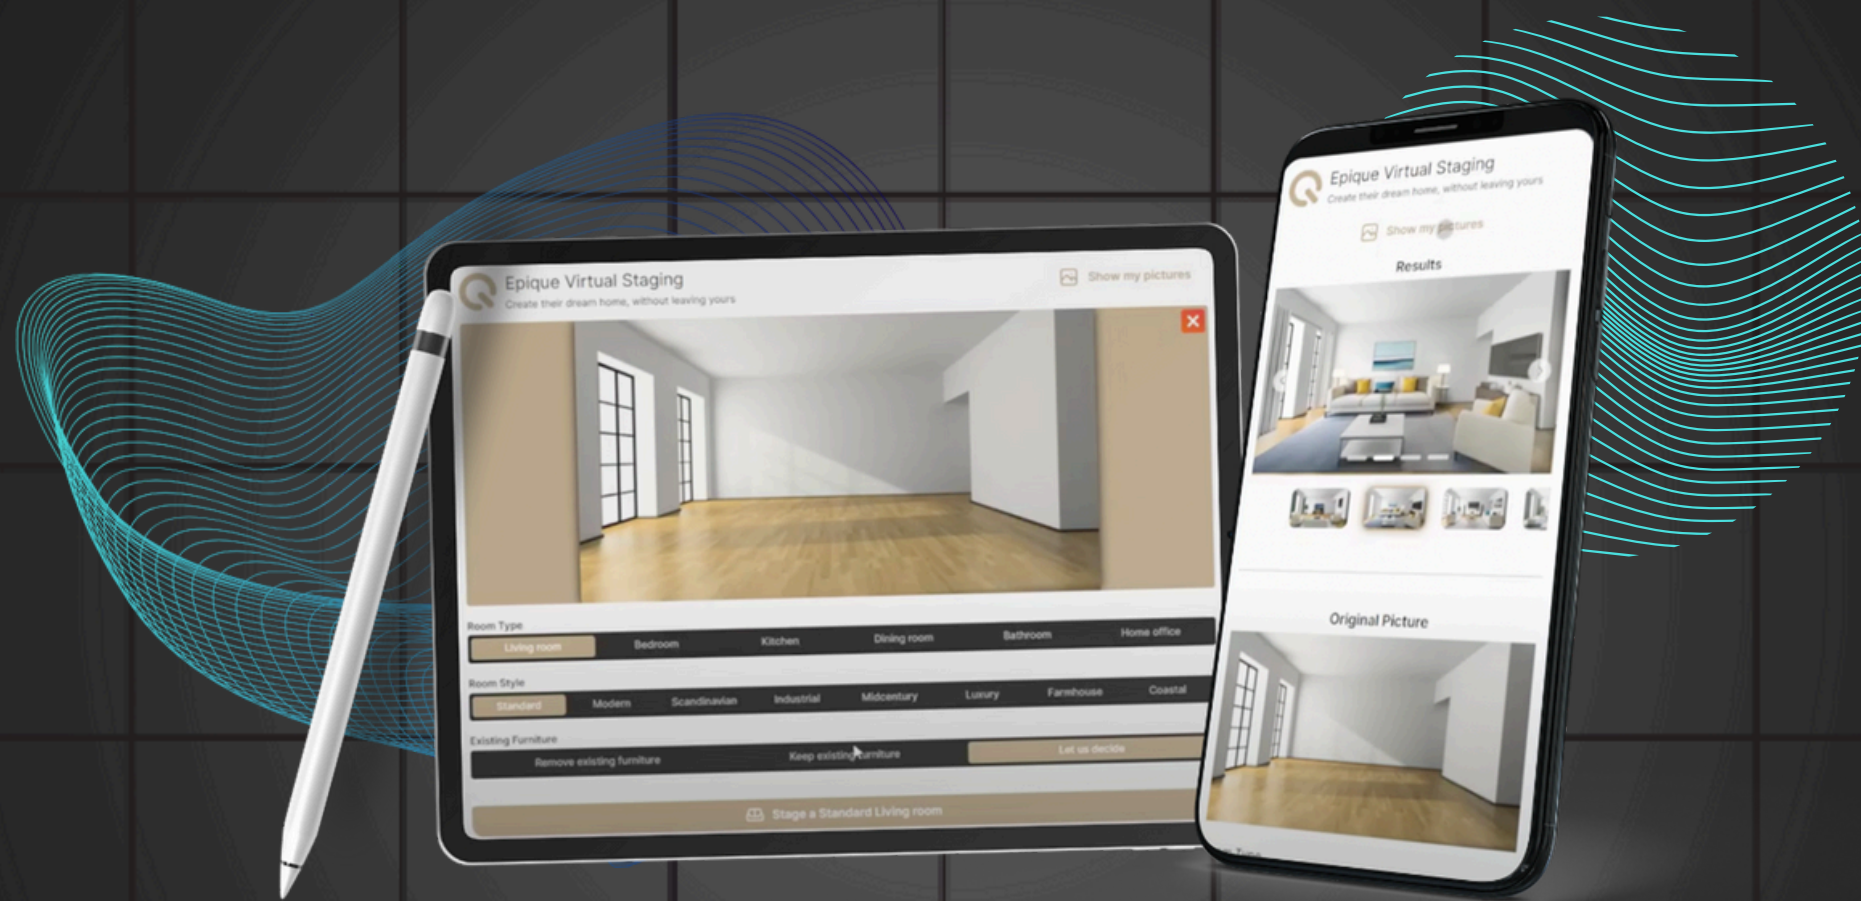 Epique Virtual Staging
Create their dream home, without leaving yours
Show my pictures
Room Type
Living room
Bedroom
Kitchen
Dining room
Bathroom
Home office
Room Style
Standard
Modern
Scandinavian
Industrial
Midcentury
Luxury
Farmhouse
Coastal
Existing Furniture
Remove existing furniture
Keep existing furniture
Let us decide
Stage a Standard Living room
Epique Virtual Staging
Create their dream home, without leaving yours
Show my pictures
Results
Original Picture